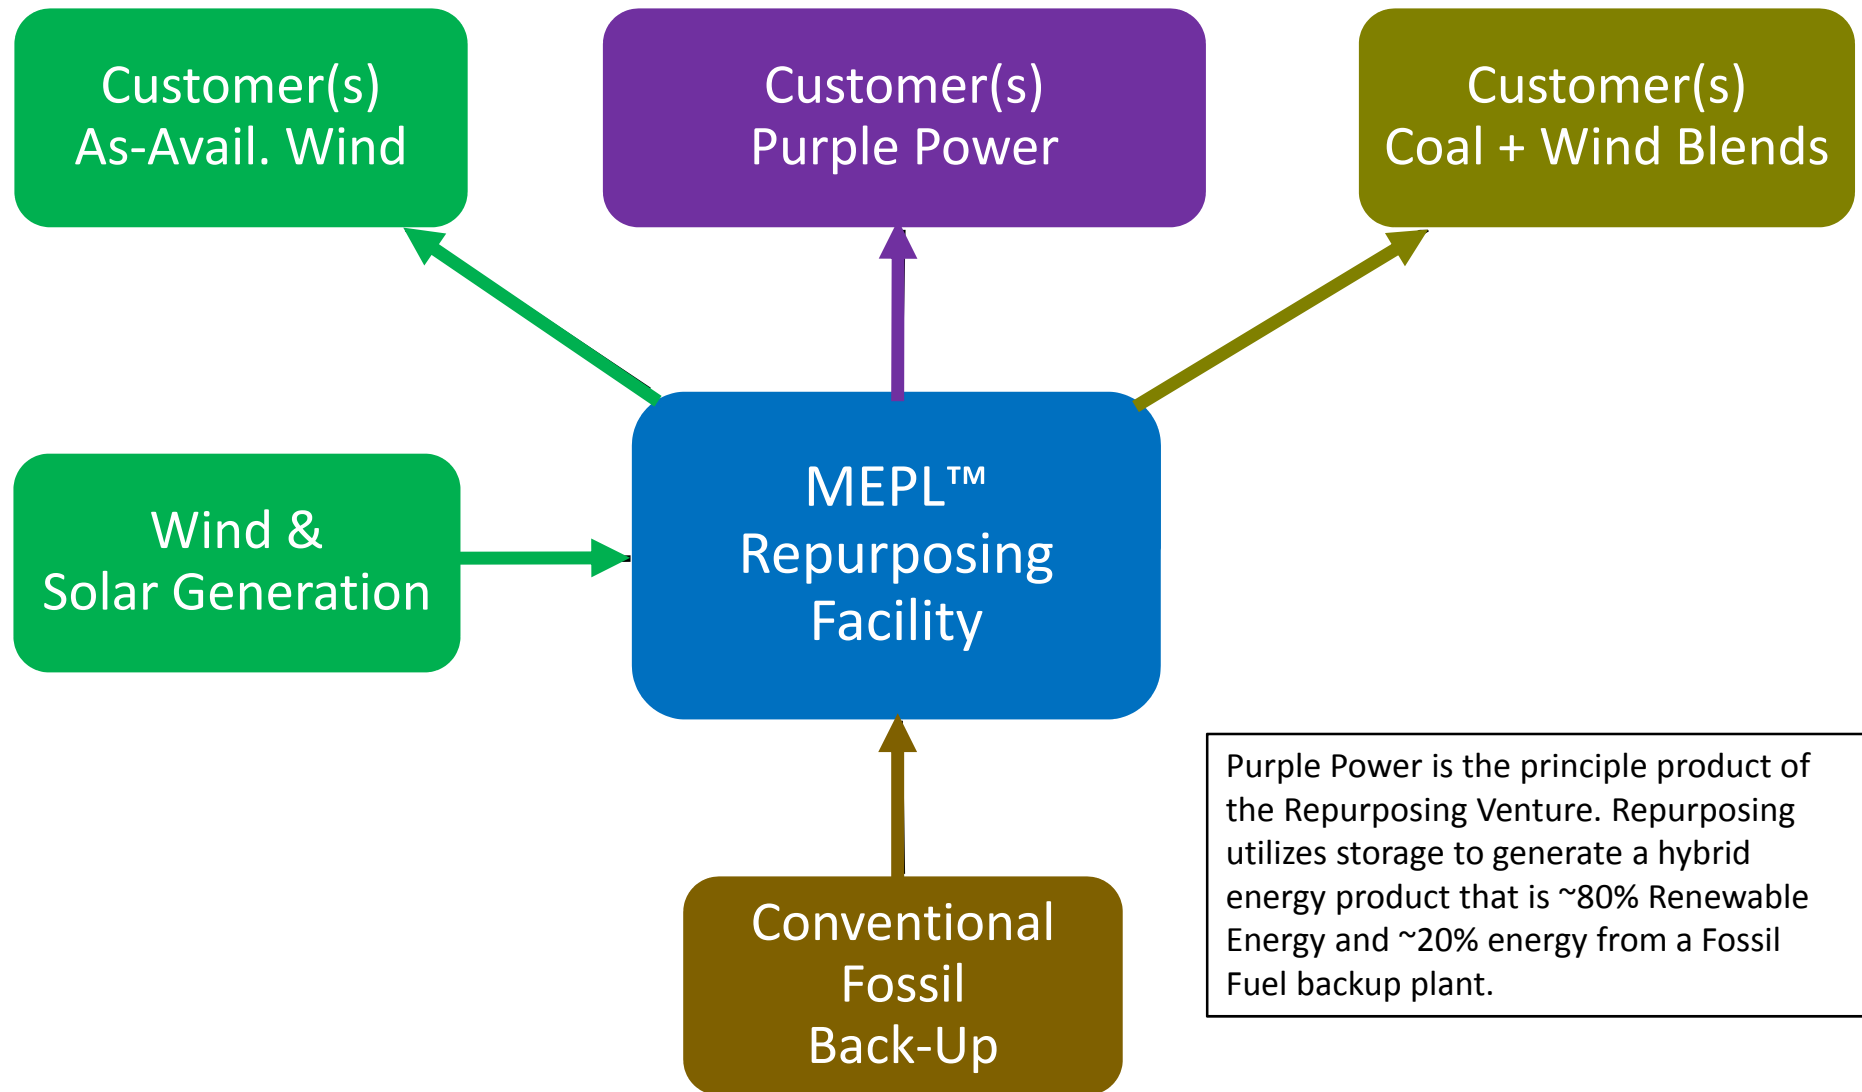 Customer(s)
As-Avail. Wind
Customer(s)
Purple Power
Customer(s)
Coal + Wind Blends
Wind &
Solar Generation
MEPL™
Repurposing
Facility
Conventional
Fossil
Back-Up
Purple Power is the principle product of
the Repurposing Venture. Repurposing
utilizes storage to generate a hybrid
energy product that is ~80% Renewable
Energy and ~20% energy from a Fossil
Fuel backup plant.